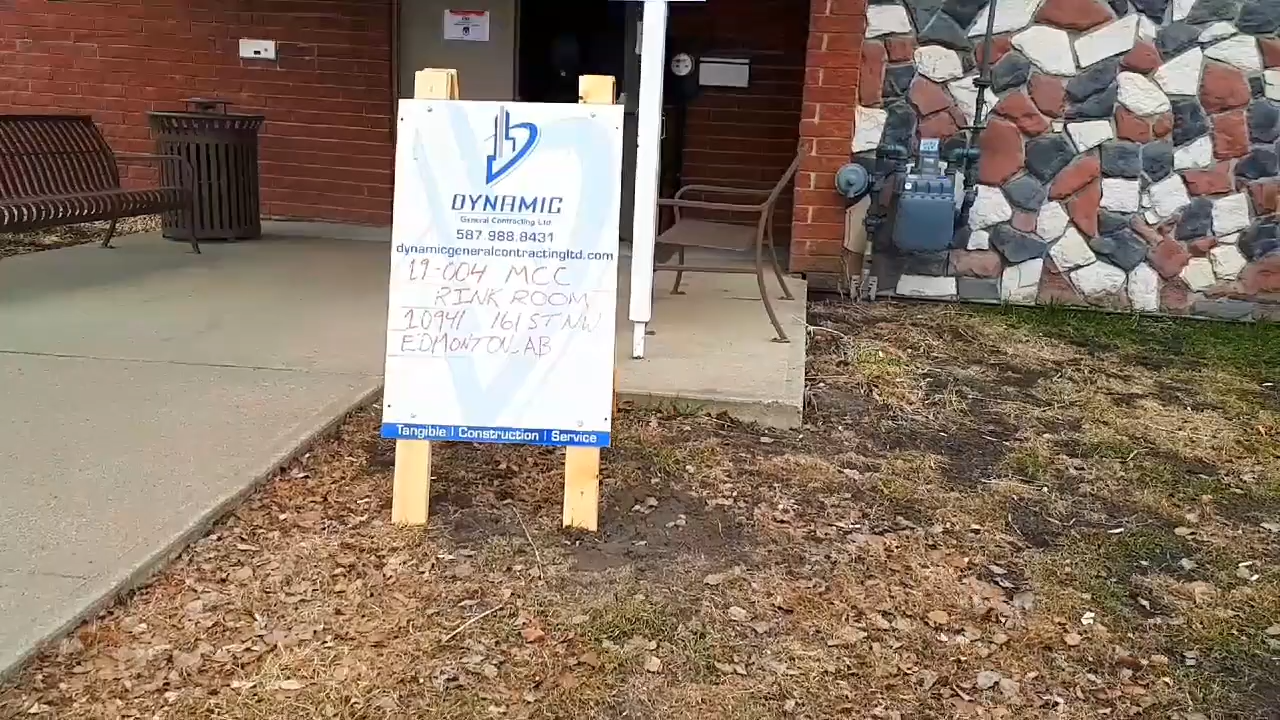 DYNAMIC
General Contracting Ltd.
587.988.8431
dynamicgeneralcontractingltd.com
19-004 MCC
RINK ROOM
10941 161 ST NW
EDMONTON, AB
Tangible | Construction | Service